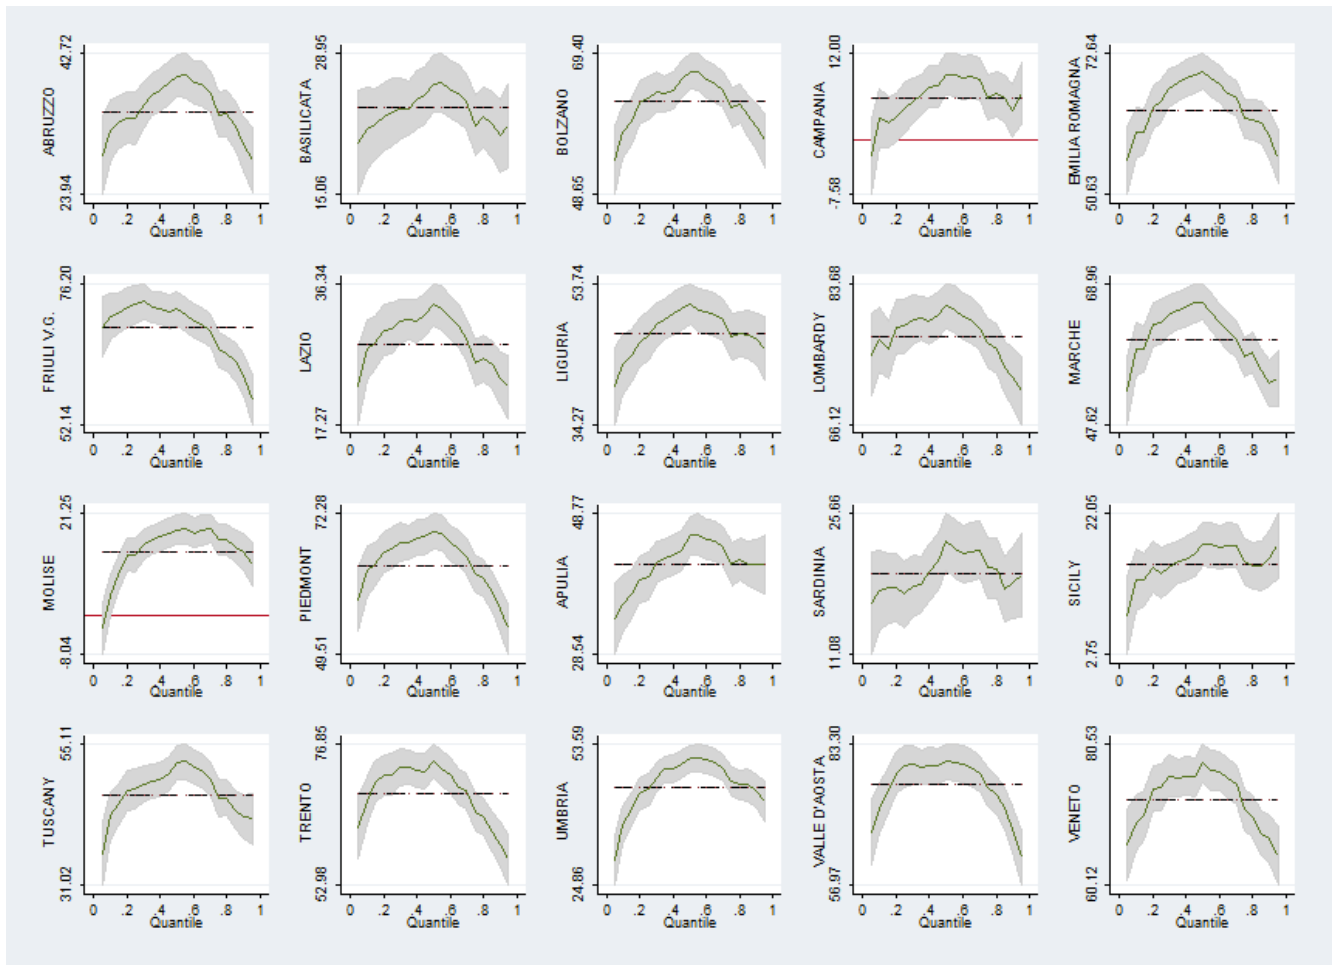 ABRUZZO
42.72
23.94
0 .2 .4 .6 .8 1
Quantile
BASILICATA
28.95
15.06
0 .2 .4 .6 .8 1
Quantile
BOLZANO
69.40
48.65
0 .2 .4 .6 .8 1
Quantile
CAMPANIA
12.00
-7.58
0 .2 .4 .6 .8 1
Quantile
EMILIA ROMAGNA
72.64
50.63
0 .2 .4 .6 .8 1
Quantile
FRIULI V.G.
76.20
52.14
0 .2 .4 .6 .8 1
Quantile
LAZIO
36.34
17.27
0 .2 .4 .6 .8 1
Quantile
LIGURIA
53.74
34.27
0 .2 .4 .6 .8 1
Quantile
LOMBARDY
83.68
66.12
0 .2 .4 .6 .8 1
Quantile
MARCHE
68.96
47.62
0 .2 .4 .6 .8 1
Quantile
MOLISE
21.25
-8.04
0 .2 .4 .6 .8 1
Quantile
PIEDMONT
72.28
49.51
0 .2 .4 .6 .8 1
Quantile
APULIA
48.77
28.54
0 .2 .4 .6 .8 1
Quantile
SARDINIA
25.66
11.08
0 .2 .4 .6 .8 1
Quantile
SICILY
22.05
2.75
0 .2 .4 .6 .8 1
Quantile
TUSCANY
55.11
31.02
0 .2 .4 .6 .8 1
Quantile
TRENTO
76.85
52.98
0 .2 .4 .6 .8 1
Quantile
UMBRIA
53.59
24.86
0 .2 .4 .6 .8 1
Quantile
VALLE D'AOSTA
83.30
56.97
0 .2 .4 .6 .8 1
Quantile
VENETO
80.53
60.12
0 .2 .4 .6 .8 1
Quantile